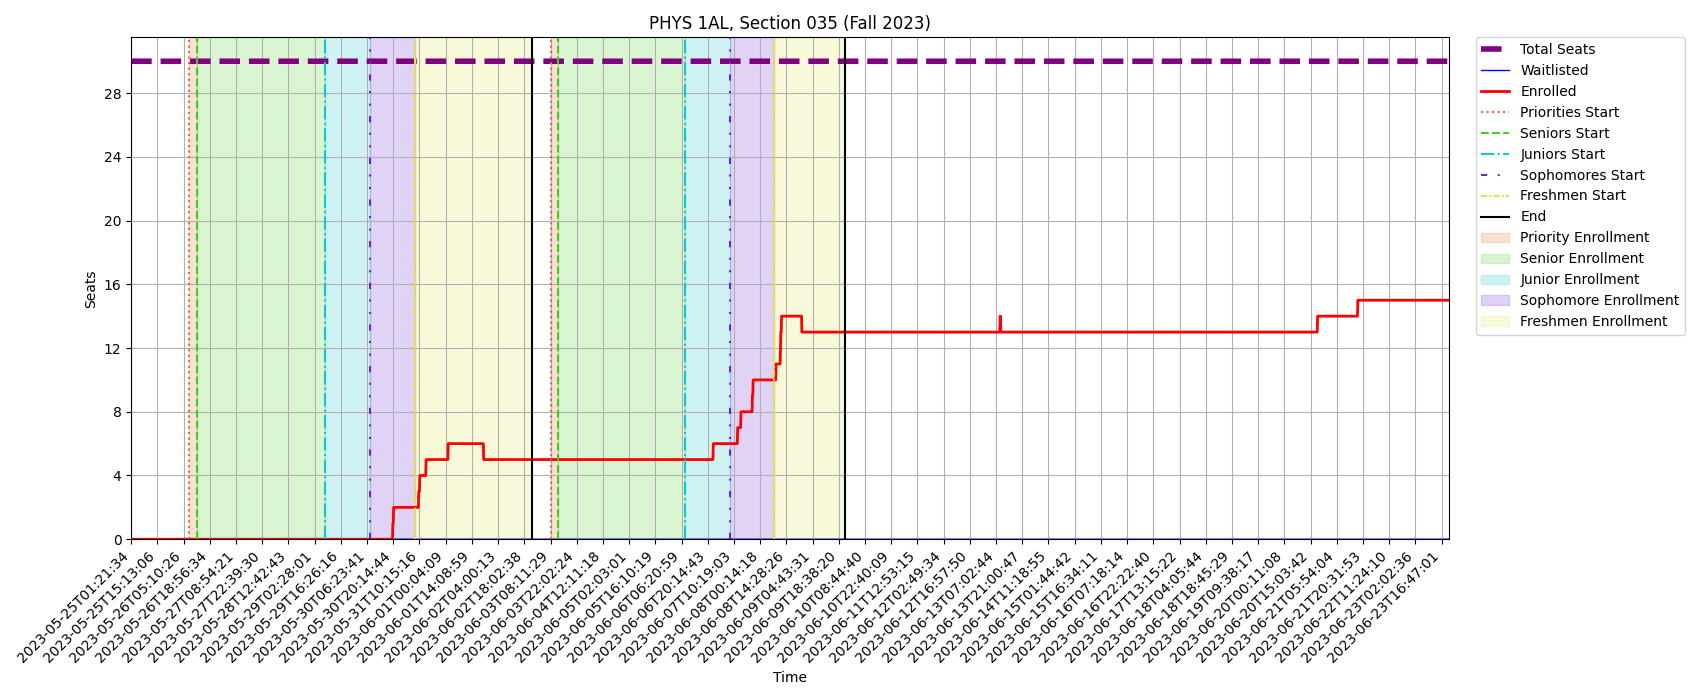 PHYS 1AL, Section 035 (Fall 2023)
Seats
28
24
20
16
12
8
4
0
2023-05-25T01:21:34
2023-05-25T15:13:06
2023-05-26T05:10:26
2023-05-26T18:56:34
2023-05-27T08:54:21
2023-05-27T22:39:30
2023-05-28T12:42:43
2023-05-29T02:28:01
2023-05-29T16:26:16
2023-05-30T06:23:41
2023-05-30T20:14:44
2023-05-31T10:15:16
2023-06-01T00:04:09
2023-06-01T14:08:59
2023-06-02T04:00:13
2023-06-02T18:02:38
2023-06-03T08:11:29
2023-06-03T22:02:24
2023-06-04T12:11:18
2023-06-05T02:03:01
2023-06-05T16:10:19
2023-06-06T06:20:59
2023-06-06T20:14:43
2023-06-07T10:19:03
2023-06-08T00:14:18
2023-06-08T14:28:26
2023-06-09T04:43:31
2023-06-09T18:38:20
2023-06-10T08:44:40
2023-06-10T22:40:09
2023-06-11T12:53:15
2023-06-12T02:49:34
2023-06-12T16:57:50
2023-06-13T07:02:44
2023-06-13T21:00:47
2023-06-14T11:18:55
2023-06-15T01:44:42
2023-06-15T16:34:11
2023-06-16T07:18:14
2023-06-16T22:22:40
2023-06-17T13:15:22
2023-06-18T04:05:44
2023-06-18T18:45:29
2023-06-19T09:38:17
2023-06-20T00:11:08
2023-06-20T15:03:42
2023-06-21T05:54:04
2023-06-21T20:31:53
2023-06-22T11:24:10
2023-06-23T02:02:36
2023-06-23T16:47:01
Time
Total Seats
Waitlisted
Enrolled
Priorities Start
Seniors Start
Juniors Start
Sophomores Start
Freshmen Start
End
Priority Enrollment
Senior Enrollment
Junior Enrollment
Sophomore Enrollment
Freshmen Enrollment